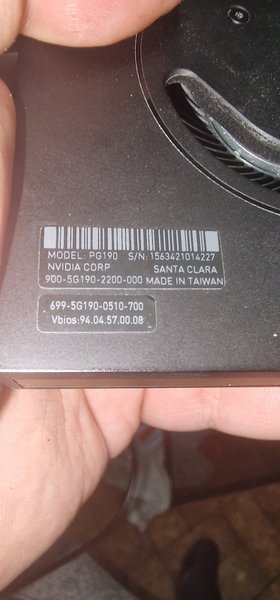 MODEL: PG190 S/N: 1563421014227
NVIDIA CORP SANTA CLARA
900-5G190-2200-000 MADE IN TAIWAN
699-5G190-0510-700
Vbios:94.04.57.00.08